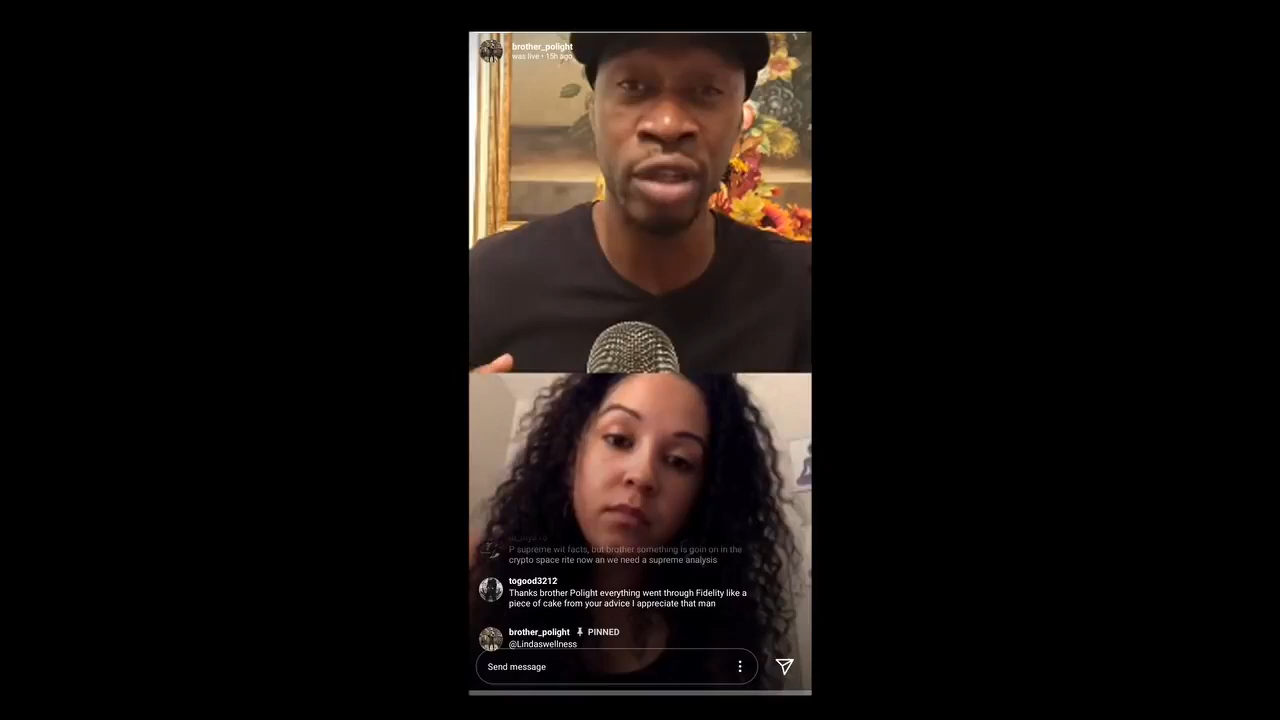 brother_polight
was live • 15h ago
P supreme wit facts, but brother something is goin on in the
crypto space rite now an we need a supreme analysis
togood3212
Thanks brother Polight everything went through Fidelity like a
piece of cake from your advice I appreciate that man
brother_polight PINNED
@Lindaswellness
Send message